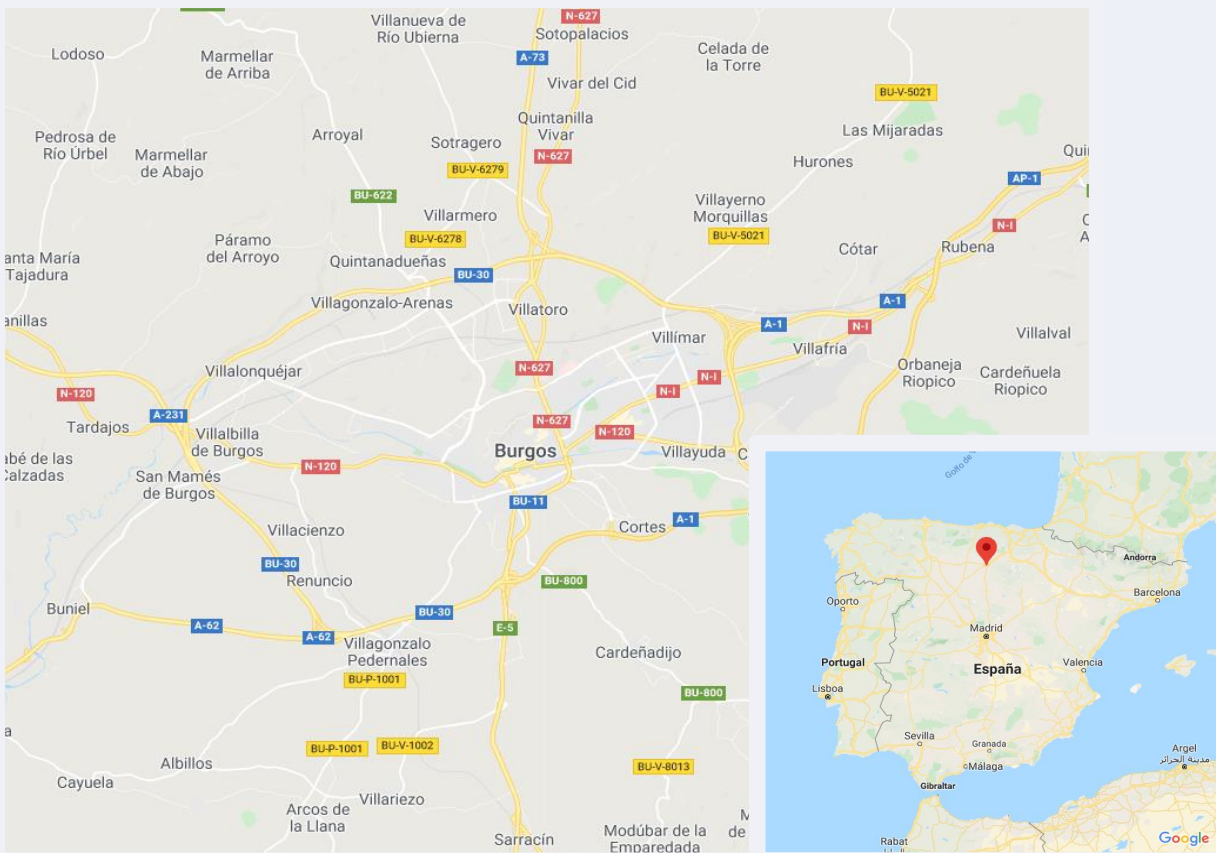 N-627
Villanueva de
Río Ubierna
Sotopalacios
Lodoso
Marmellar
de Arriba
A-73
Celada de
la Torre
Vivar del Cid
BU-V-5021
Quintanilla
Vivar
Pedrosa de
Río Úrbel
Arroyal
Sotragero
Las Mijaradas
Marmellar
de Abajo
N-627
Hurones
Qui
BU-V-6279
AP-1
BU-622
Villayerno
Morquillas
Villarmero
N-I
C
A
BU-V-6278
BU-V-5021
Páramo
del Arroyo
Cótar
Rubena
anta María
Tajadura
Quintanadueñas
BU-30
Villagonzalo-Arenas
Villatoro
A-1
anillas
A-1
N-I
Villímar
Villalval
Villafría
Villalonquéjar
N-627
Orbaneja
Riopico
Cardeñuela
Riopico
N-I
N-I
N-120
A-231
N-627
Tardajos
Villalbilla
de Burgos
N-120
Burgos
Villayuda
C
abé de las
Calzadas
N-120
San Mamés
de Burgos
BU-11
Villacienzo
Cortes
A-1
BU-30
Renuncio
BU-800
Buniel
BU-30
A-62
A-62
E-5
Villagonzalo
Pedernales
Cardeñadijo
BU-P-1001
BU-800
a
BU-P-1001
BU-V-1002
Albillos
BU-V-8013
Cayuela
Villariezo
Arcos de
la Llana
Sarracín
Modúbar de la
Emparedada
M
de
Golfo de
Andorra
Oporto
Barcelona
Madrid
Portugal
España
Valencia
Lisboa
Sevilla
Granada
Málaga
Argel
مدينة الجزائر
Gibraltar
Rabat
Google